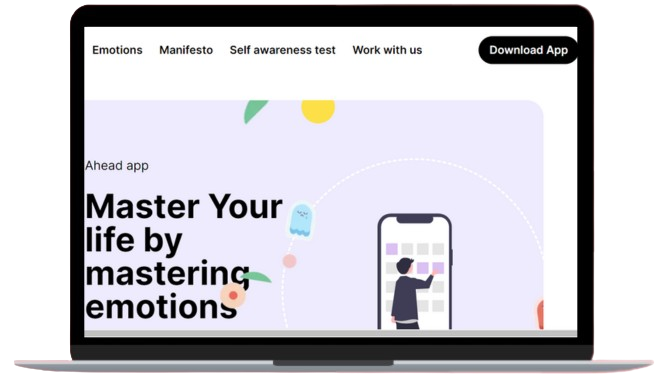 Emotions Manifesto Self awareness test Work with us Download App
Ahead app
Master Your
life by
mastering
emotions